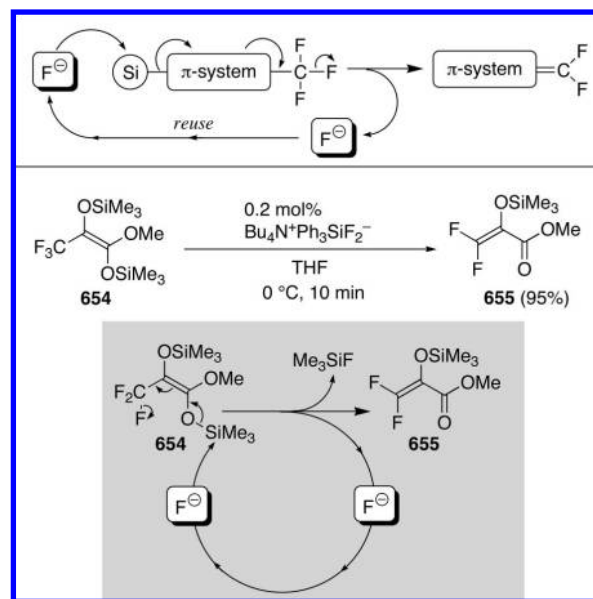 F⊖ Si π-system C F F F π-system C F F
reuse F⊖
OSiMe₃ F₃C OMe OSiMe₃ 654
0.2 mol%
Bu₄N⁺Ph₃SiF₂⁻
THF
0 °C, 10 min
OSiMe₃ F F OMe O 655 (95%)
OSiMe₃ F₂C F OMe O SiMe₃ 654
Me₃SiF
OSiMe₃ F F OMe O 655
F⊖ F⊖